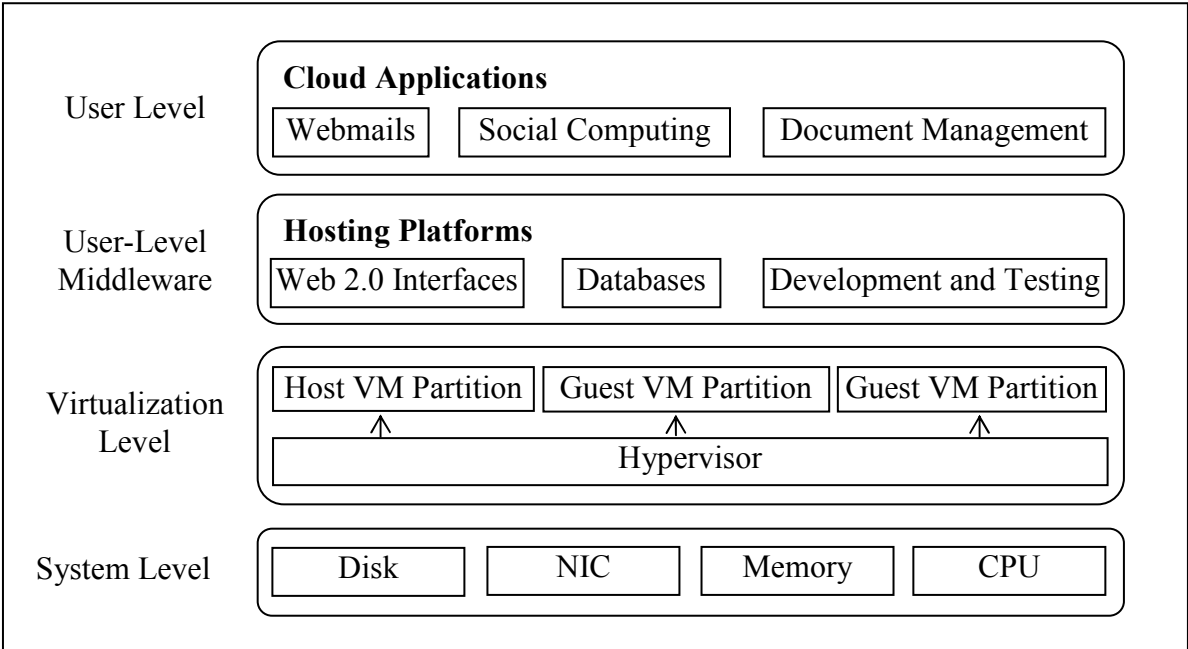 User Level
Cloud Applications
Webmails
Social Computing
Document Management
User-Level
Middleware
Hosting Platforms
Web 2.0 Interfaces
Databases
Development and Testing
Virtualization
Level
Host VM Partition
Guest VM Partition
Guest VM Partition
Hypervisor
System Level
Disk
NIC
Memory
CPU